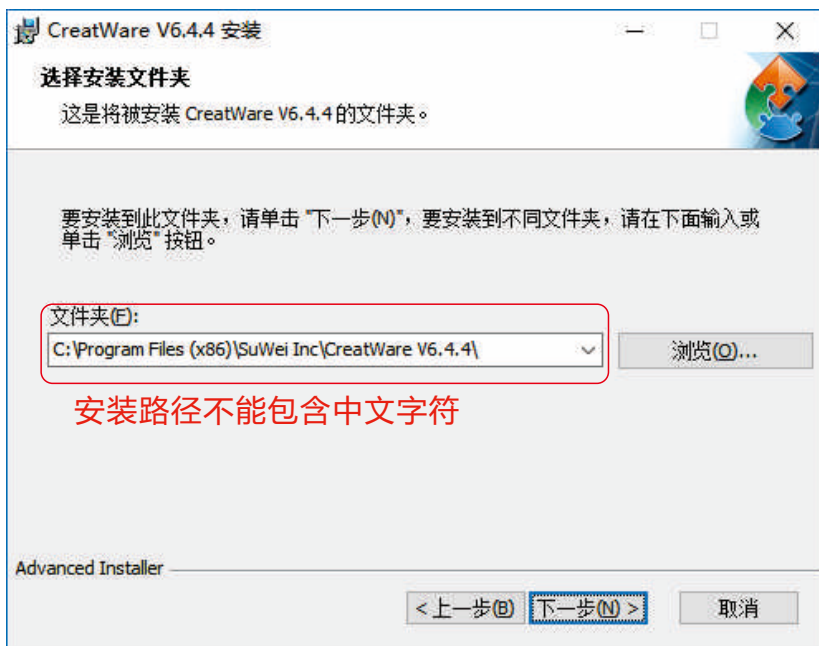 CreatWare V6.4.4 安装
选择安装文件夹
这是将被安装 CreatWare V6.4.4 的文件夹。
要安装到此文件夹，请单击 "下一步(N)"，要安装到不同文件夹，请在下面输入或
单击 "浏览" 按钮。
文件夹(F):
C:\Program Files (x86)\SuWei Inc\CreatWare V6.4.4\
浏览(O)...
安装路径不能包含中文字符
Advanced Installer
< 上一步(B)
下一步(N) >
取消